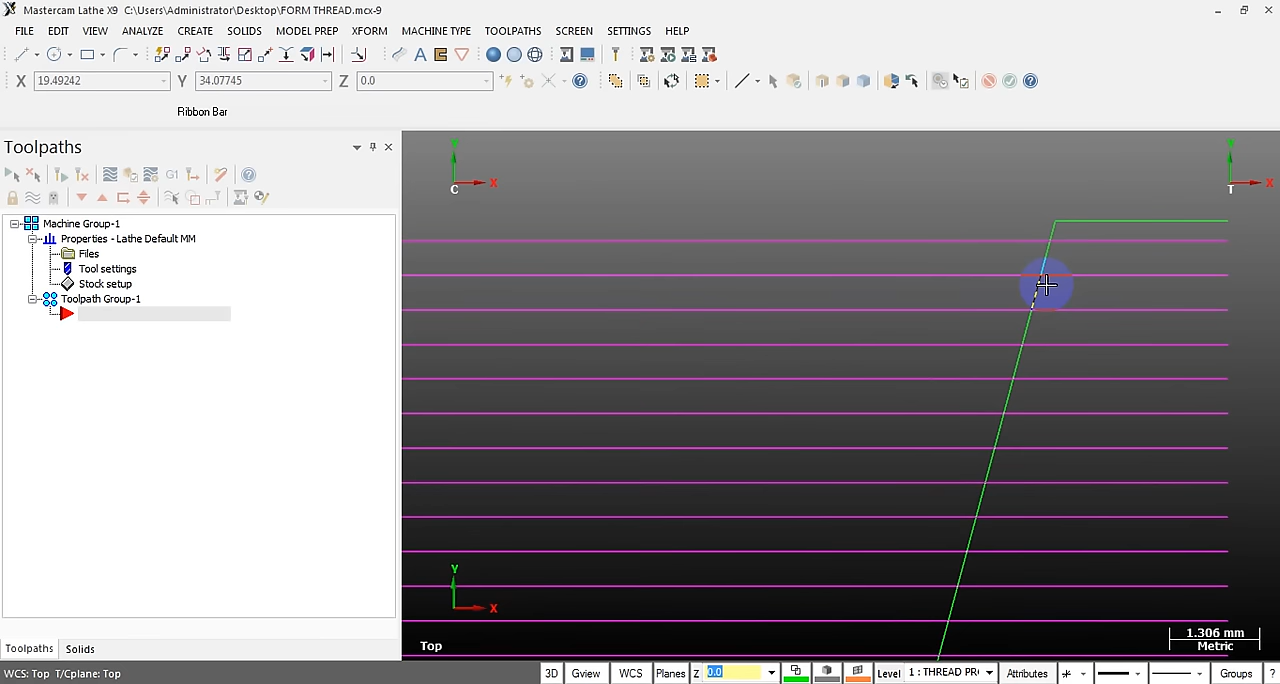 Mastercam Lathe X9 C:\Users\Administrator\Desktop\FORM THREAD.mcx-9
FILE EDIT VIEW ANALYZE CREATE SOLIDS MODEL PREP XFORM MACHINE TYPE TOOLPATHS SCREEN SETTINGS HELP
X 19.49242 Y 34.07745 Z 0.0
Ribbon Bar
Toolpaths
G1
Machine Group-1
Properties - Lathe Default MM
Files
Tool settings
Stock setup
Toolpath Group-1
Y
X
C
Y
X
T
Y
X
Top
1.306 mm
Metric
Toolpaths Solids
WCS: Top T/Cplane: Top
3D Gview WCS Planes Z 0.0 Level 1 : THREAD PR Attributes Groups ?